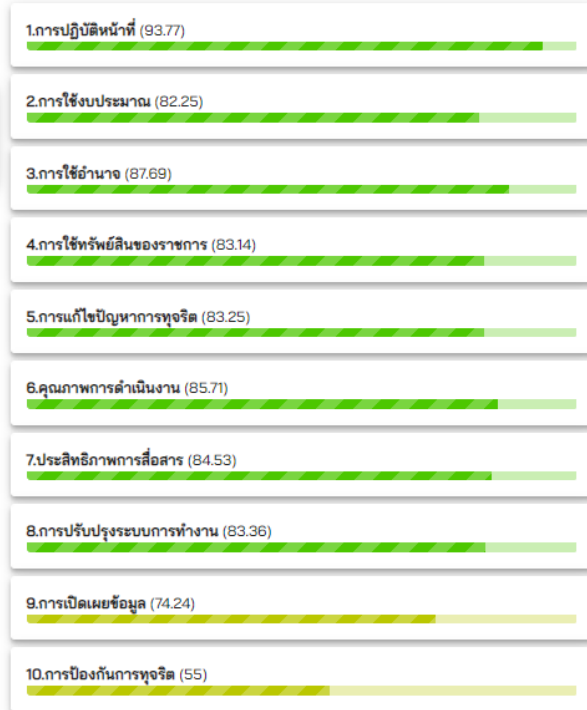 1.การปฏิบัติหน้าที่ (93.77)
2.การใช้งบประมาณ (82.25)
3.การใช้อำนาจ (87.69)
4.การใช้ทรัพย์สินของราชการ (83.14)
5.การแก้ไขปัญหาการทุจริต (83.25)
6.คุณภาพการดำเนินงาน (85.71)
7.ประสิทธิภาพการสื่อสาร (84.53)
8.การปรับปรุงระบบการทำงาน (83.36)
9.การเปิดเผยข้อมูล (74.24)
10.การป้องกันการทุจริต (55)